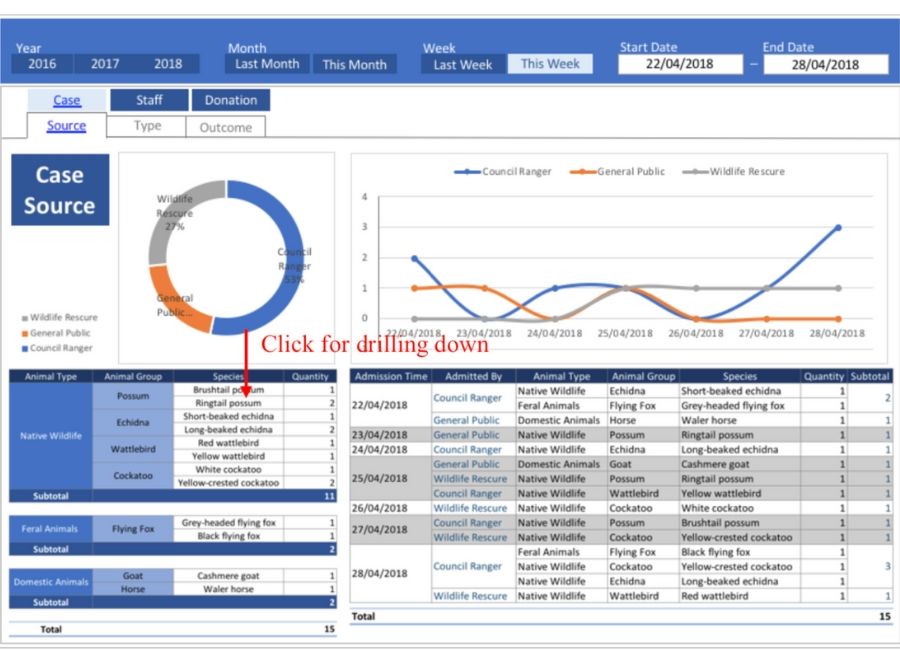 Year Month Week Start Date End Date
2016 2017 2018 Last Month This Month Last Week This Week 22/04/2018 – 28/04/2018
Case Staff Donation
Source Type Outcome
Case
Source
Wildlife
Rescure
27%
Council
Ranger
53%
General
Public...
Wildlife Rescure
General Public
Council Ranger
Council Ranger General Public Wildlife Rescure
4
3
2
1
0
22/04/2018 23/04/2018 24/04/2018 25/04/2018 26/04/2018 27/04/2018 28/04/2018
Click for drilling down
Animal Type Animal Group Species Quantity
Native Wildlife Possum Brushtail possum 1
Ringtail possum 2
Echidna Short-beaked echidna 1
Long-beaked echidna 2
Wattlebird Red wattlebird 1
Yellow wattlebird 1
Cockatoo White cockatoo 1
Yellow-crested cockatoo 2
Subtotal 11
Feral Animals Flying Fox Grey-headed flying fox 1
Black flying fox 1
Subtotal 2
Domestic Animals Goat Cashmere goat 1
Horse Waler horse 1
Subtotal 2
Total 15
Admission Time Admitted By Animal Type Animal Group Species Quantity Subtotal
22/04/2018 Council Ranger Native Wildlife Echidna Short-beaked echidna 1 2
Feral Animals Flying Fox Grey-headed flying fox 1
General Public Domestic Animals Horse Waler horse 1 1
23/04/2018 General Public Native Wildlife Possum Ringtail possum 1 1
24/04/2018 Council Ranger Native Wildlife Echidna Long-beaked echidna 1 1
25/04/2018 General Public Domestic Animals Goat Cashmere goat 1 1
Wildlife Rescure Native Wildlife Possum Ringtail possum 1 1
Council Ranger Native Wildlife Wattlebird Yellow wattlebird 1 1
26/04/2018 Wildlife Rescure Native Wildlife Cockatoo White cockatoo 1 1
27/04/2018 Council Ranger Native Wildlife Possum Brushtail possum 1 1
Wildlife Rescure Native Wildlife Cockatoo Yellow-crested cockatoo 1 1
28/04/2018 Council Ranger Feral Animals Flying Fox Black flying fox 1 3
Native Wildlife Cockatoo Yellow-crested cockatoo 1
Native Wildlife Echidna Long-beaked echidna 1
Wildlife Rescure Native Wildlife Wattlebird Red wattlebird 1 1
Total 15